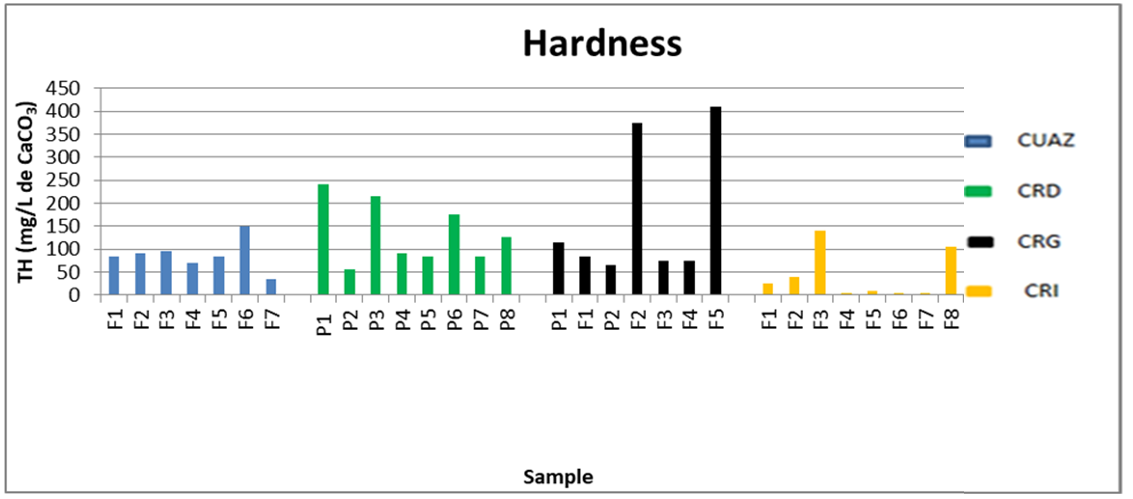 Hardness
TH (mg/L de CaCO₃)
450
400
350
300
250
200
150
100
50
0
F1 F2 F3 F4 F5 F6 F7 P1 P2 P3 P4 P5 P6 P7 P8 P1 F1 P2 F2 F3 F4 F5 F1 F2 F3 F4 F5 F6 F7 F8
Sample
CUAZ
CRD
CRG
CRI